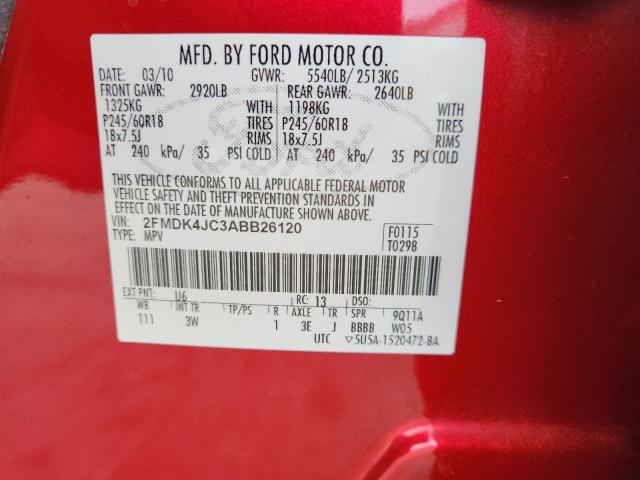 MFD. BY FORD MOTOR CO.
DATE: 03/10 GVWR: 5540LB/ 2513KG
FRONT GAWR: 2920LB REAR GAWR: 2640LB
1325KG WITH 1198KG WITH
P245/60R18 TIRES P245/60R18 TIRES
18x7.5J RIMS 18x7.5J RIMS
AT 240 kPa/ 35 PSI COLD AT 240 kPa/ 35 PSI COLD
THIS VEHICLE CONFORMS TO ALL APPLICABLE FEDERAL MOTOR
VEHICLE SAFETY AND THEFT PREVENTION STANDARDS IN
EFFECT ON THE DATE OF MANUFACTURE SHOWN ABOVE.
VIN: 2FMDK4JC3ABB26120 F0115
TYPE: MPV T0298
EXT PNT: U6 RC: 13 DSO:
WB INT TR TP/PS R AXLE TR SPR 9Q11A
111 3W 1 3E J BBBB W05
UTC ▽5U5A-1520472-BA